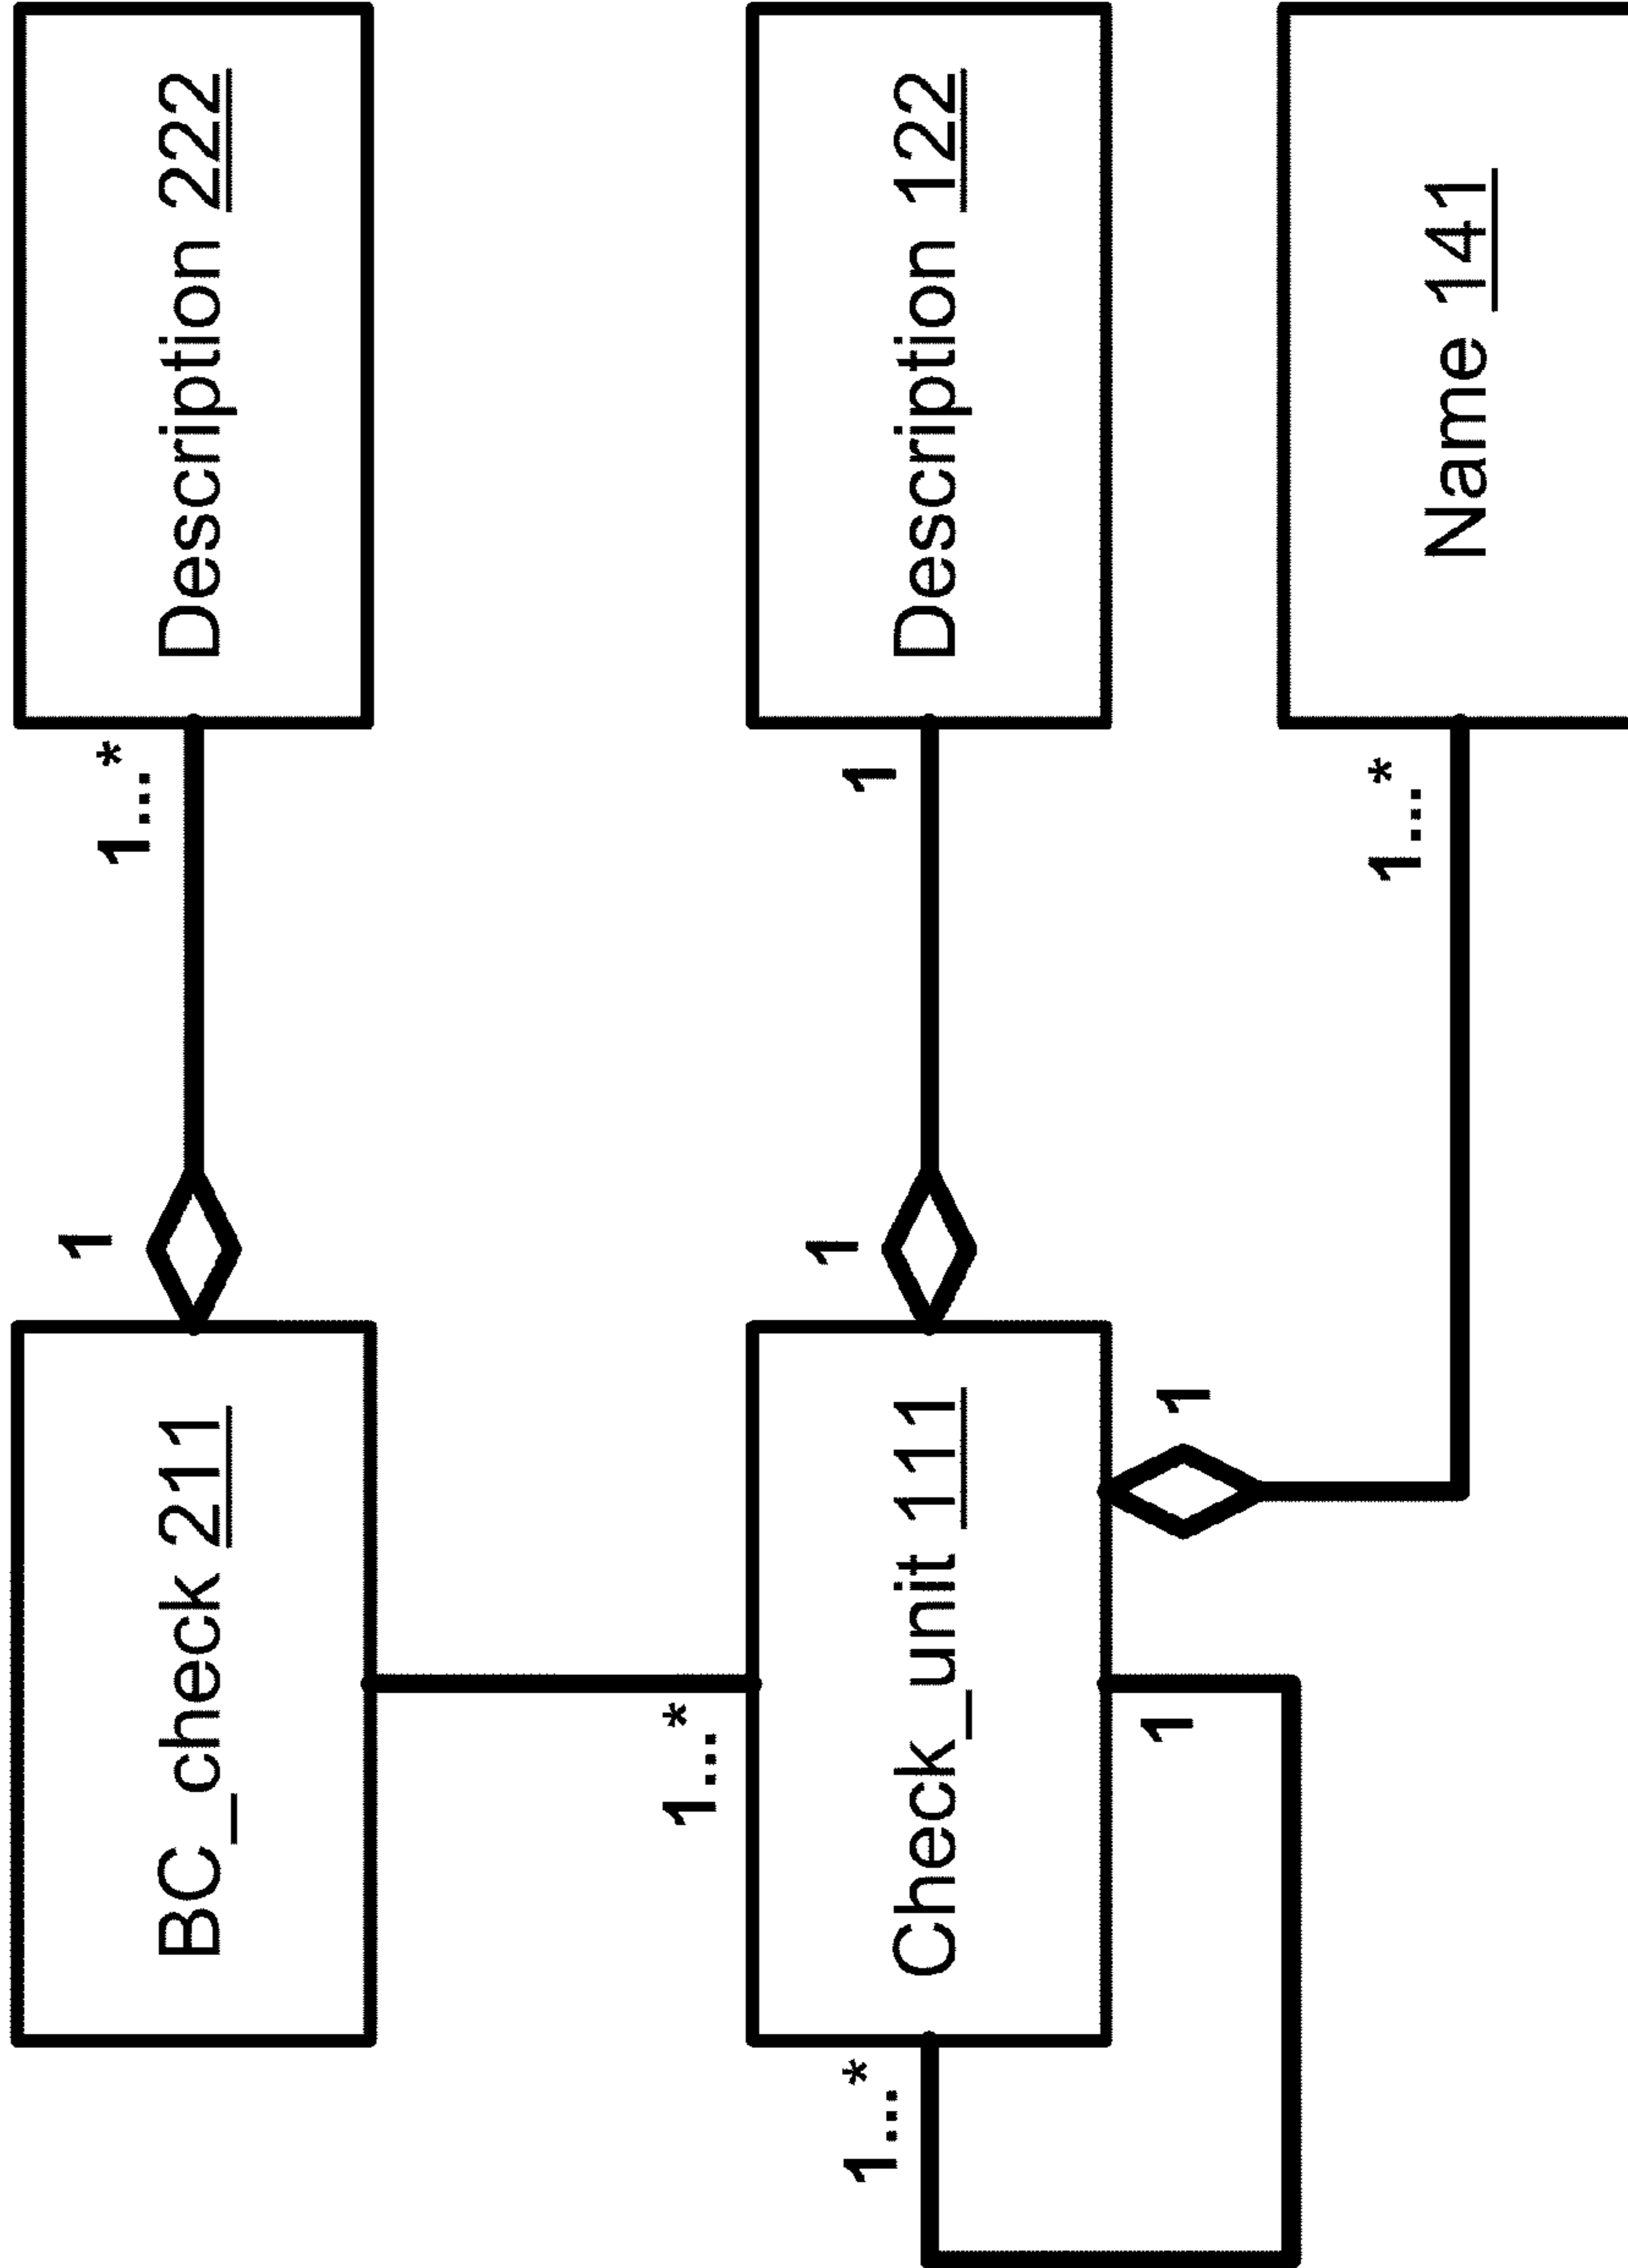 1
1...*
BC_check 211
Description 222
1...*
1
1...*
1
Check_unit 111
Description 122
1
1
1...*
Name 141